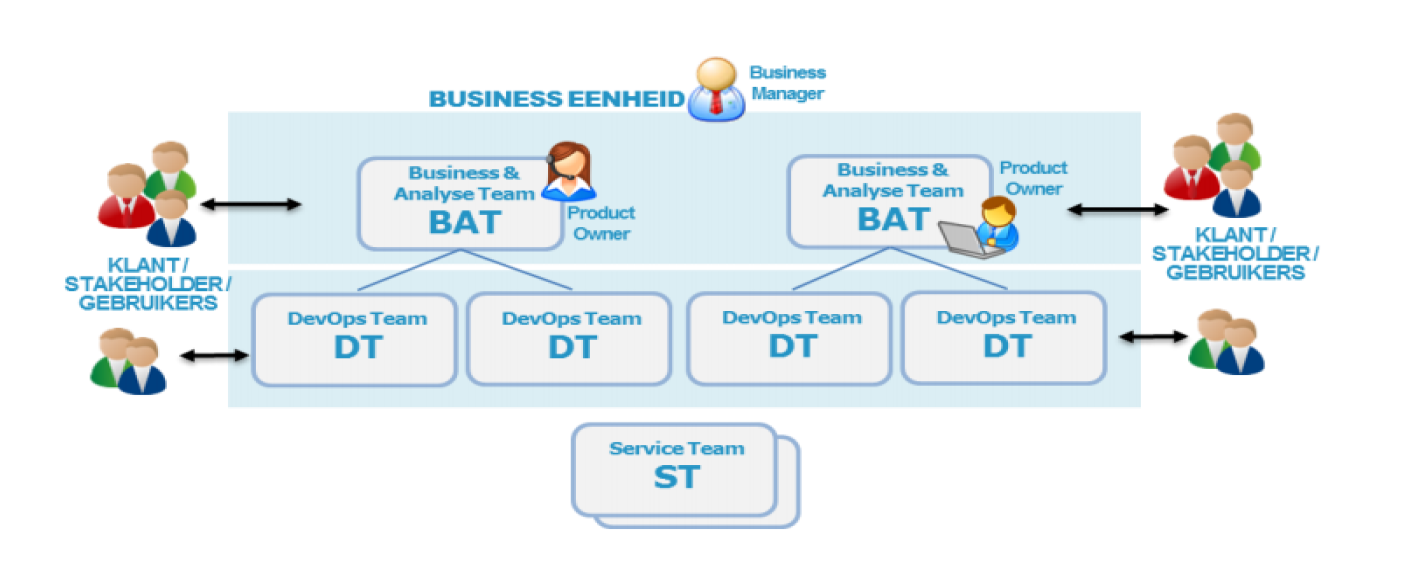 Business
Manager
BUSINESS EENHEID
Business &
Analyse Team
BAT
Product
Owner
Business &
Analyse Team
BAT
Product
Owner
KLANT /
STAKEHOLDER /
GEBRUIKERS
KLANT /
STAKEHOLDER /
GEBRUIKERS
DevOps Team
DT
DevOps Team
DT
DevOps Team
DT
DevOps Team
DT
Service Team
ST